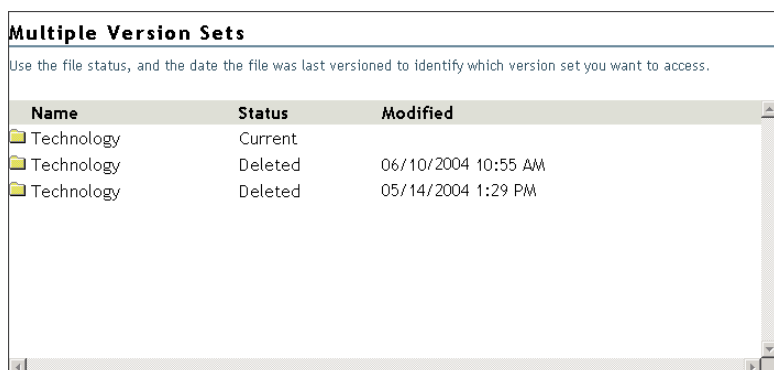 Multiple Version Sets
Use the file status, and the date the file was last versioned to identify which version set you want to access.
Name Status Modified
Technology Current
Technology Deleted 06/10/2004 10:55 AM
Technology Deleted 05/14/2004 1:29 PM